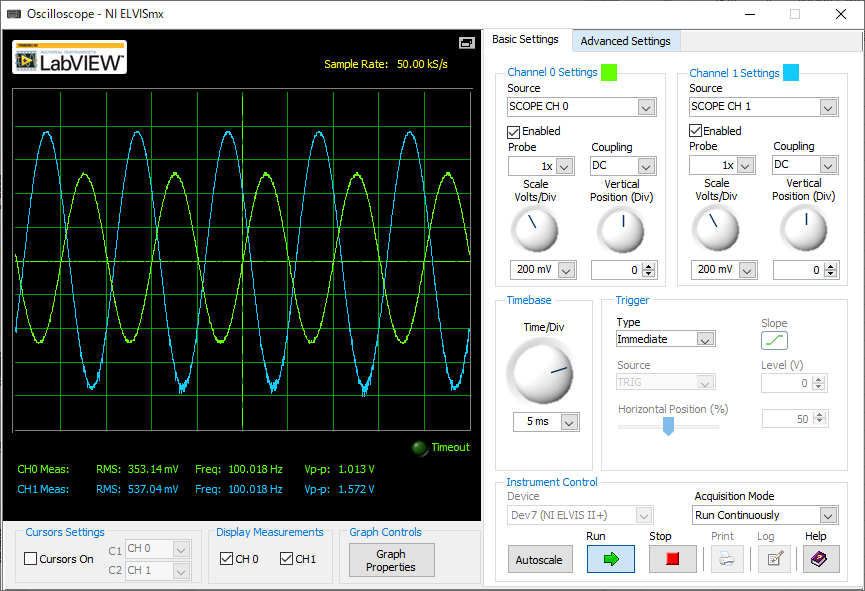 Oscilloscope - NI ELVISmx
POWERED BY
NATIONAL INSTRUMENTS
LabVIEW™
Sample Rate: 50.00 kS/s
CH0 Meas: RMS: 353.14 mV Freq: 100.018 Hz Vp-p: 1.013 V
CH1 Meas: RMS: 537.04 mV Freq: 100.018 Hz Vp-p: 1.572 V
Timeout
Cursors Settings
Cursors On
C1 CH 0
C2 CH 1
Display Measurements
CH 0 CH1
Graph Controls
Graph
Properties
Basic Settings Advanced Settings
Channel 0 Settings
Source
SCOPE CH 0
Enabled
Probe Coupling
1x DC
Scale
Volts/Div
Vertical
Position (Div)
200 mV 0
Channel 1 Settings
Source
SCOPE CH 1
Enabled
Probe Coupling
1x DC
Scale
Volts/Div
Vertical
Position (Div)
200 mV 0
Timebase
Time/Div
5 ms
Trigger
Type
Immediate
Slope
Source
TRIG
Level (V)
0
Horizontal Position (%)
50
Instrument Control
Device
Dev7 (NI ELVIS II+)
Acquisition Mode
Run Continuously
Autoscale
Run Stop Print Log Help